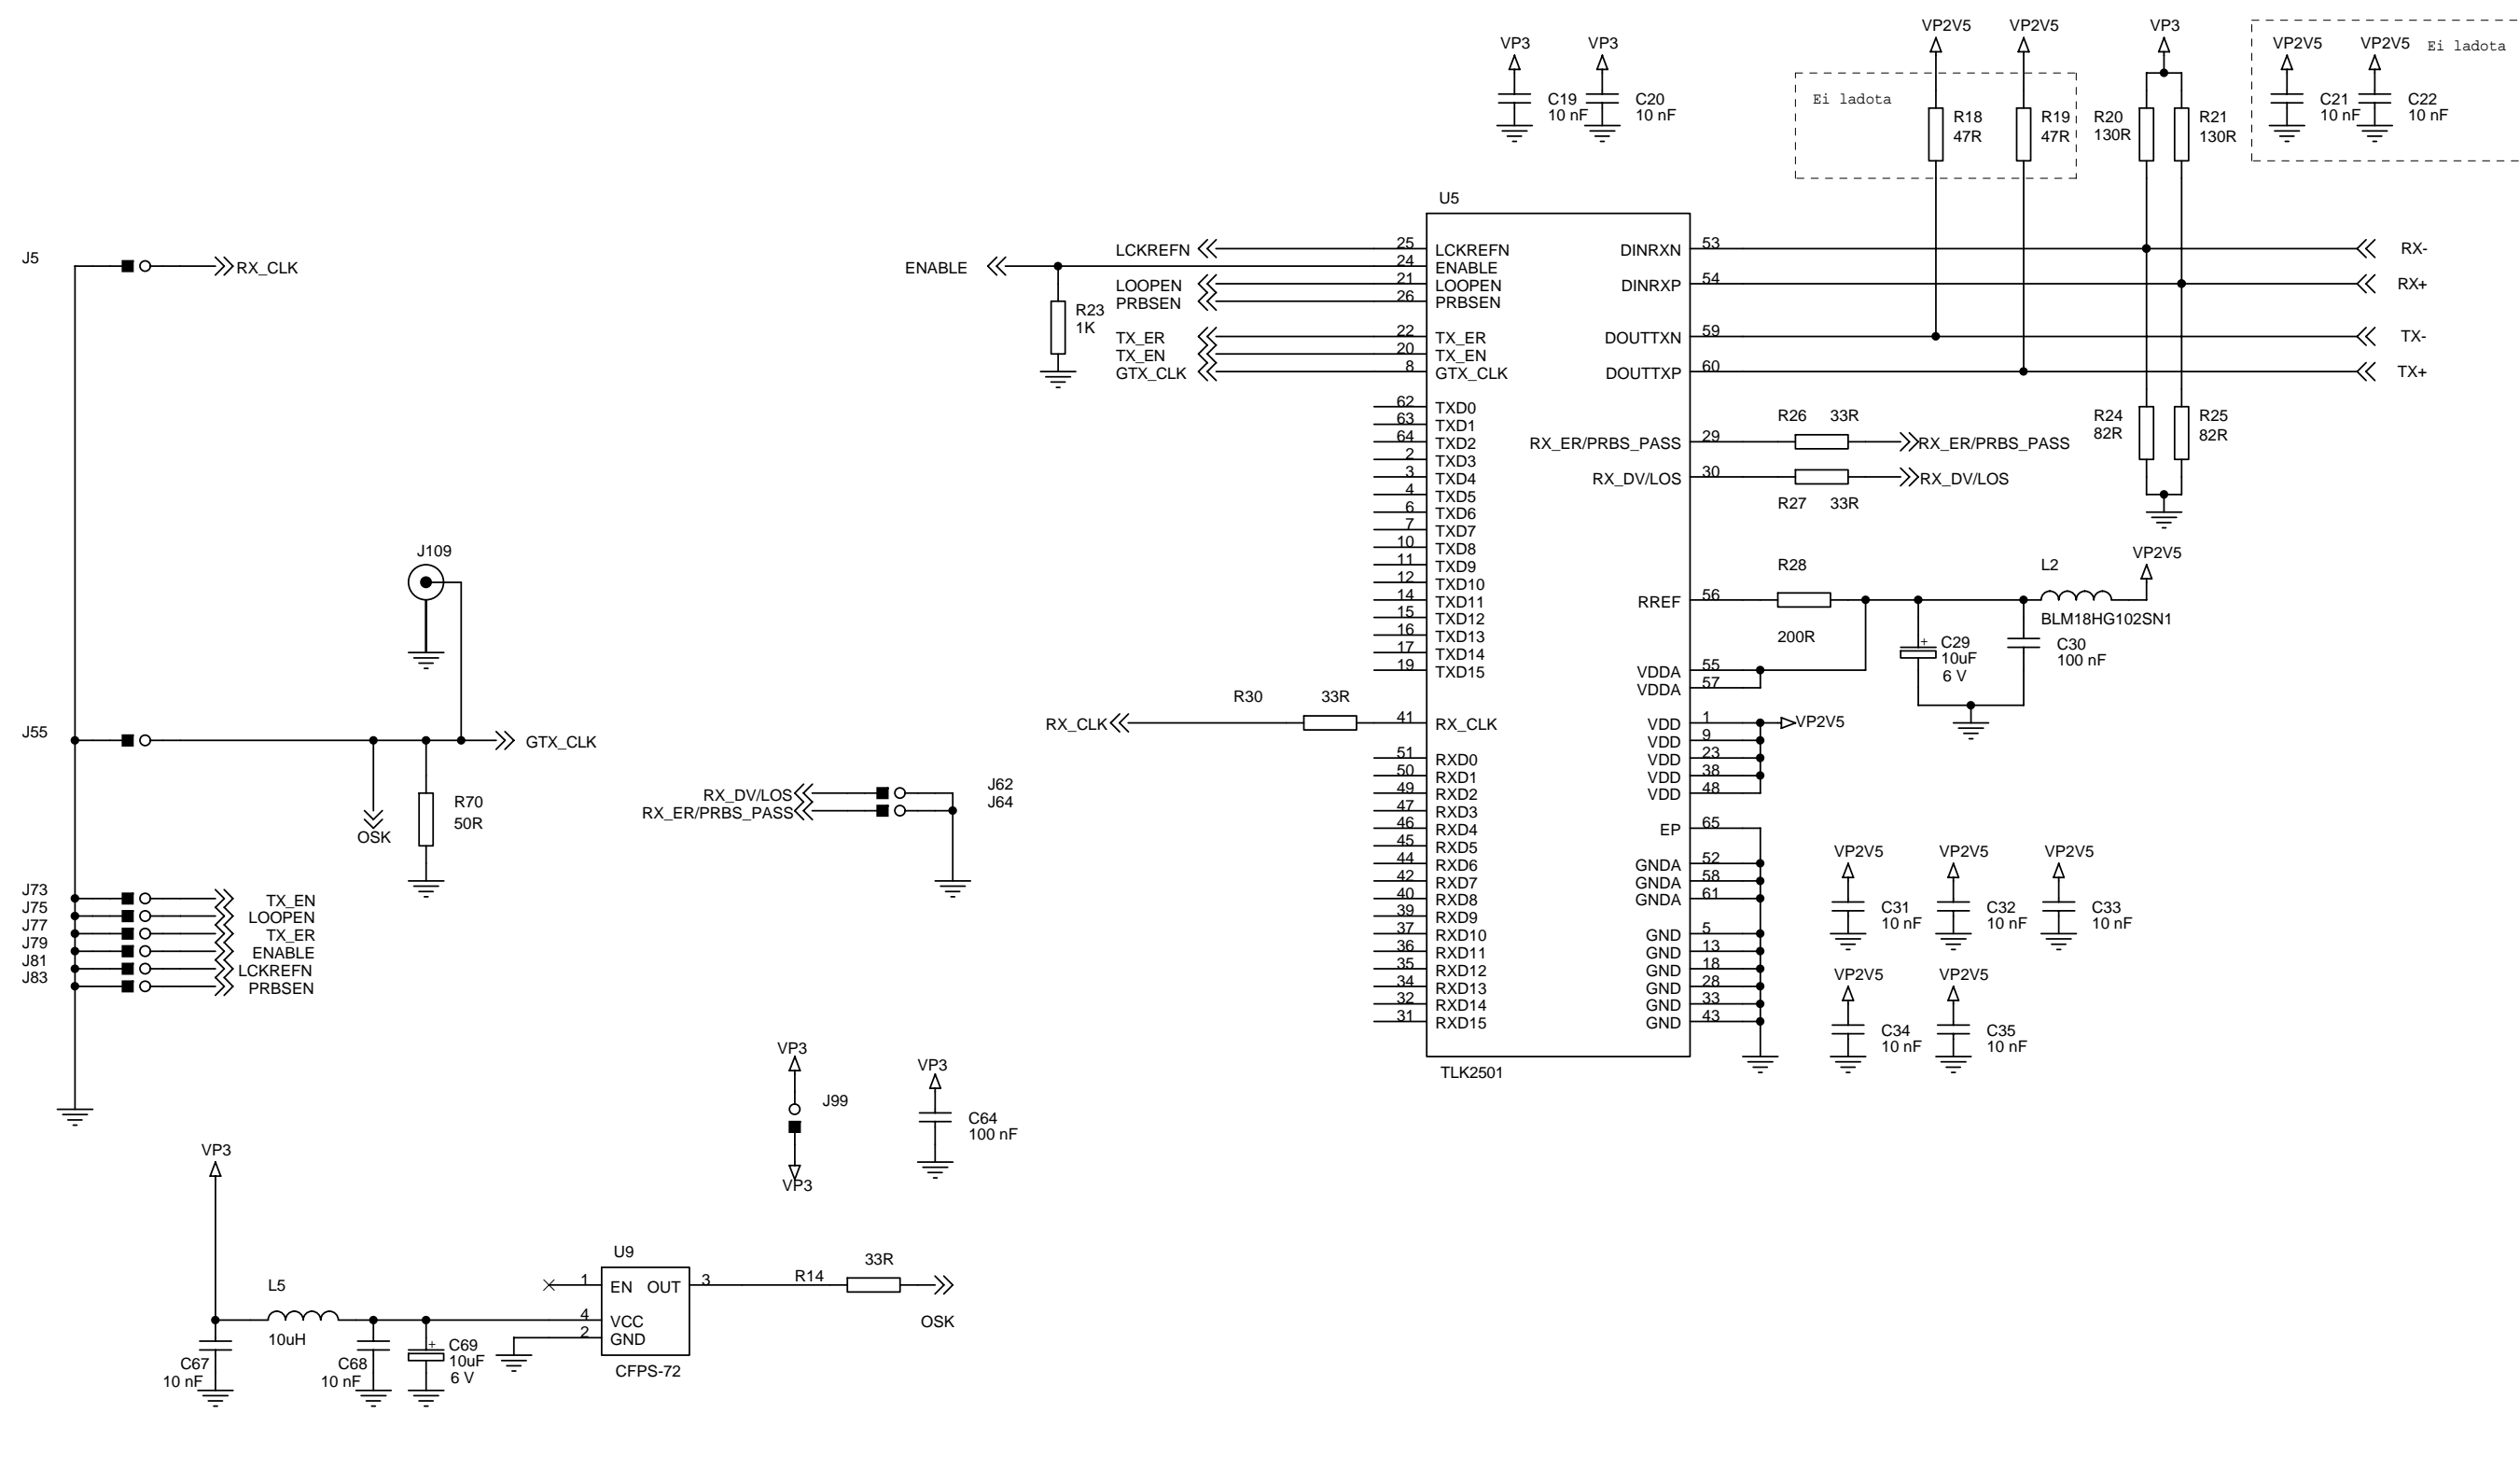 VP3
VP3
C19
10 nF
C20
10 nF
VP2V5
VP2V5
Ei ladota
R18
47R
R19
47R
VP3
R20
130R
R21
130R
VP2V5
VP2V5
Ei ladota
C21
10 nF
C22
10 nF
J5
RX_CLK
J109
J55
GTX_CLK
OSK
R70
50R
J73
J75
J77
J79
J81
J83
TX_EN
LOOPEN
TX_ER
ENABLE
LCKREFN
PRBSEN
ENABLE
R23
1K
LCKREFN
LOOPEN
PRBSEN
TX_ER
TX_EN
GTX_CLK
RX_CLK
R30
33R
RX_DV/LOS
RX_ER/PRBS_PASS
J62
J64
U5
25 LCKREFN
24 ENABLE
21 LOOPEN
26 PRBSEN
22 TX_ER
20 TX_EN
8 GTX_CLK
62 TXD0
63 TXD1
64 TXD2
2 TXD3
3 TXD4
4 TXD5
6 TXD6
7 TXD7
10 TXD8
11 TXD9
12 TXD10
14 TXD11
15 TXD12
16 TXD13
17 TXD14
19 TXD15
41 RX_CLK
51 RXD0
50 RXD1
49 RXD2
47 RXD3
46 RXD4
45 RXD5
44 RXD6
42 RXD7
40 RXD8
39 RXD9
37 RXD10
36 RXD11
35 RXD12
34 RXD13
32 RXD14
31 RXD15
DINRXN 53
DINRXP 54
DOUTTXN 59
DOUTTXP 60
RX_ER/PRBS_PASS 29
RX_DV/LOS 30
RREF 56
VDDA 55
VDDA 57
VDD 1
VDD 9
VDD 23
VDD 38
VDD 48
EP 65
GNDA 52
GNDA 58
GNDA 61
GND 5
GND 13
GND 18
GND 28
GND 33
GND 43
TLK2501
RX-
RX+
TX-
TX+
R26 33R
RX_ER/PRBS_PASS
RX_DV/LOS
R27 33R
R24
82R
R25
82R
R28
200R
L2
VP2V5
BLM18HG102SN1
C29
10uF
6 V
C30
100 nF
VP2V5
VP2V5
VP2V5
VP2V5
C31
10 nF
C32
10 nF
C33
10 nF
VP2V5
VP2V5
C34
10 nF
C35
10 nF
VP3
J99
VP3
VP3
C64
100 nF
VP3
L5
10uH
C67
10 nF
C68
10 nF
C69
10uF
6 V
U9
1 EN OUT 3
4 VCC
2 GND
CFPS-72
R14
33R
OSK